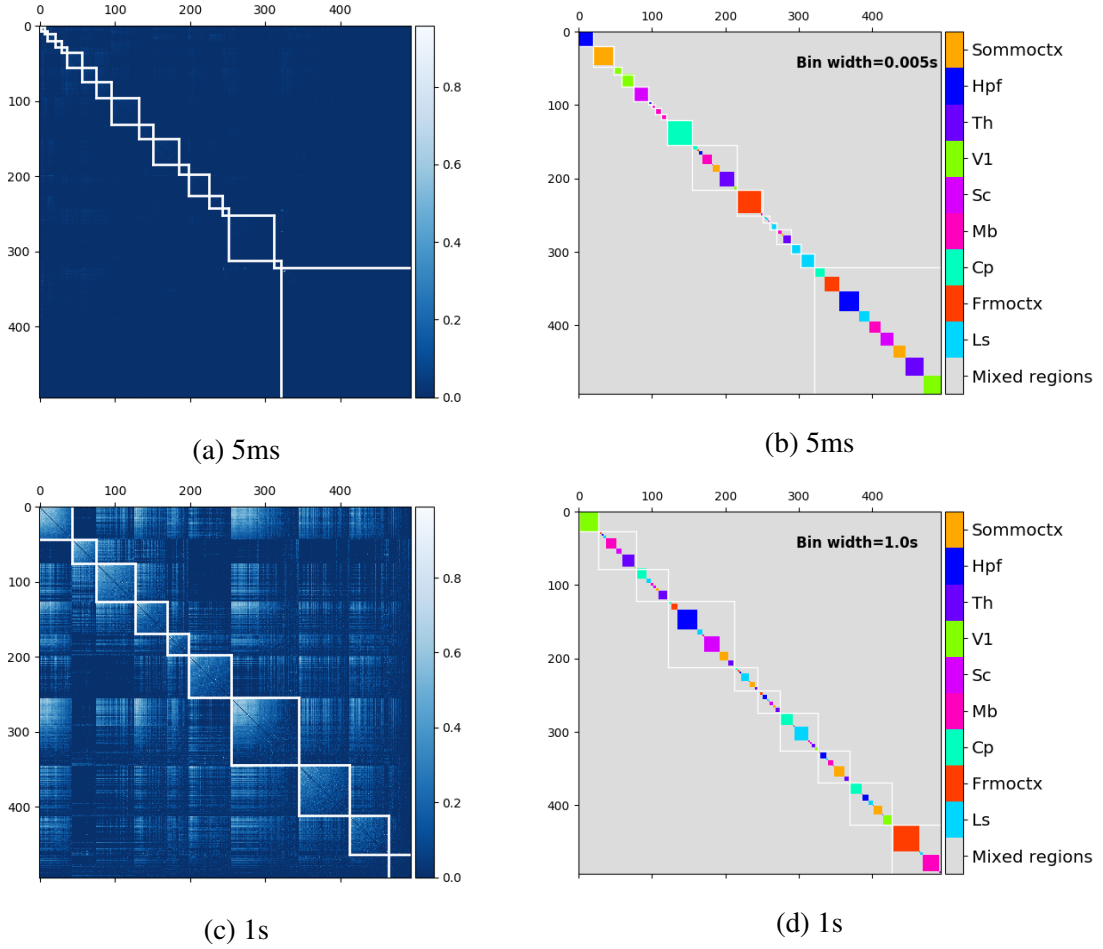 0 100 200 300 400
0
100
200
300
400
0.8
0.6
0.4
0.2
0.0
(a) 5ms
0 100 200 300 400
0
100
200
300
400
Bin width=0.005s
Sommoctx
Hpf
Th
V1
Sc
Mb
Cp
Frmoctx
Ls
Mixed regions
(b) 5ms
0 100 200 300 400
0
100
200
300
400
0.8
0.6
0.4
0.2
0.0
(c) 1s
0 100 200 300 400
0
100
200
300
400
Bin width=1.0s
Sommoctx
Hpf
Th
V1
Sc
Mb
Cp
Frmoctx
Ls
Mixed regions
(d) 1s